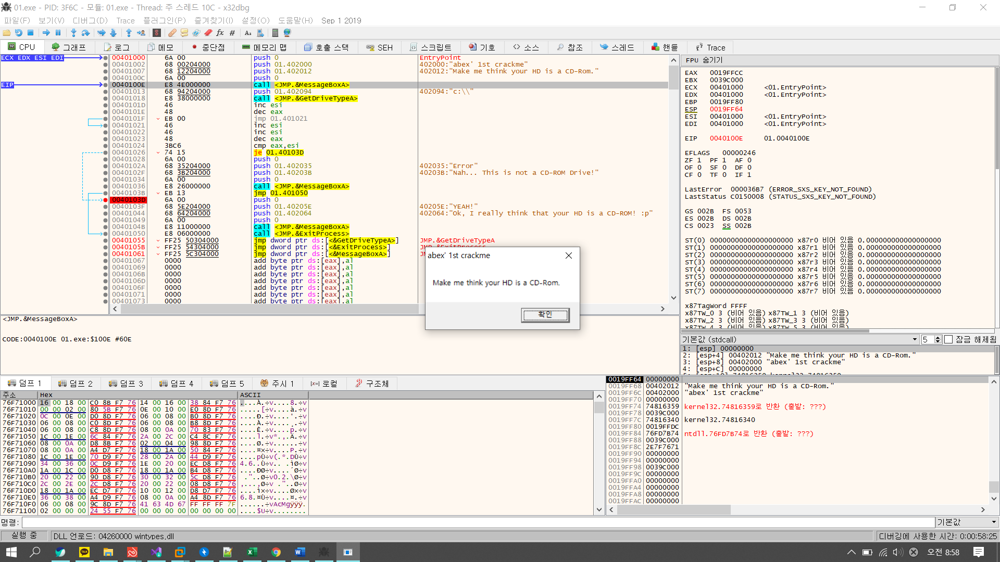 01.exe - PID: 3F6C - 모듈: 01.exe - Thread: 주 스레드 10C - x32dbg
파일(F) 보기(V) 디버그(D) Trace 플러그인(P) 즐겨찾기(I) 설정(O) 도움말(H) Sep 1 2019
CPU 그래프 로그 메모 중단점 메모리 맵 호출 스택 SEH 스크립트 기호 소스 참조 스레드 핸들 Trace
ECX EDX ESI EDI
EIP
00401000 6A 00 push 0 EntryPoint
00401002 68 00204000 push 01.402000 402000:"abex' 1st crackme"
00401007 68 12204000 push 01.402012 402012:"Make me think your HD is a CD-Rom."
0040100C 6A 00 push 0
0040100E E8 4E000000 call <JMP.&MessageBoxA>
00401013 68 94204000 push 01.402094 402094:"c:\\"
00401018 E8 38000000 call <JMP.&GetDriveTypeA>
0040101D 46 inc esi
0040101E 48 dec eax
0040101F EB 00 jmp 01.401021
00401021 46 inc esi
00401022 46 inc esi
00401023 48 dec eax
00401024 3BC6 cmp eax,esi
00401026 74 15 je 01.40103D
00401028 6A 00 push 0
0040102A 68 35204000 push 01.402035 402035:"Error"
0040102F 68 3B204000 push 01.40203B 40203B:"Nah... This is not a CD-ROM Drive!"
00401034 6A 00 push 0
00401036 E8 26000000 call <JMP.&MessageBoxA>
0040103B EB 13 jmp 01.401050
0040103D 6A 00 push 0
0040103F 68 5E204000 push 01.40205E 40205E:"YEAH!"
00401044 68 64204000 push 01.402064 402064:"Ok, I really think that your HD is a CD-ROM! :p"
00401049 6A 00 push 0
0040104B E8 11000000 call <JMP.&MessageBoxA>
00401050 E8 06000000 call <JMP.&ExitProcess>
00401055 FF25 50304000 jmp dword ptr ds:[<&GetDriveTypeA>] JMP.&GetDriveTypeA
0040105B FF25 54304000 jmp dword ptr ds:[<&ExitProcess>]
00401061 FF25 5C304000 jmp dword ptr ds:[<&MessageBoxA>]
00401067 0000 add byte ptr ds:[eax],al
00401069 0000 add byte ptr ds:[eax],al
0040106B 0000 add byte ptr ds:[eax],al
0040106D 0000 add byte ptr ds:[eax],al
0040106F 0000 add byte ptr ds:[eax],al
00401071 0000 add byte ptr ds:[eax],al
00401073 0000 add byte ptr ds:[eax],al
abex' 1st crackme
Make me think your HD is a CD-Rom.
확인
FPU 숨기기
EAX 0019FFCC
EBX 0039C000
ECX 00401000 <01.EntryPoint>
EDX 00401000 <01.EntryPoint>
EBP 0019FF80
ESP 0019FF64
ESI 00401000 <01.EntryPoint>
EDI 00401000 <01.EntryPoint>
EIP 0040100E 01.0040100E
EFLAGS 00000246
ZF 1 PF 1 AF 0
OF 0 SF 0 DF 0
CF 0 TF 0 IF 1
LastError 000036B7 (ERROR_SXS_KEY_NOT_FOUND)
LastStatus C0150008 (STATUS_SXS_KEY_NOT_FOUND)
GS 002B FS 0053
ES 002B DS 002B
CS 0023 SS 002B
ST(0) 00000000000000000000 x87r0 비어 있음 0.00000000000000000
ST(1) 00000000000000000000 x87r1 비어 있음 0.00000000000000000
ST(2) 00000000000000000000 x87r2 비어 있음 0.00000000000000000
ST(3) 00000000000000000000 x87r3 비어 있음 0.00000000000000000
ST(4) 00000000000000000000 x87r4 비어 있음 0.00000000000000000
ST(5) 00000000000000000000 x87r5 비어 있음 0.00000000000000000
ST(6) 00000000000000000000 x87r6 비어 있음 0.00000000000000000
ST(7) 00000000000000000000 x87r7 비어 있음 0.00000000000000000
x87TagWord FFFF
x87TW_0 3 (비어 있음) x87TW_1 3 (비어 있음)
x87TW_2 3 (비어 있음) x87TW_3 3 (비어 있음)
x87TW_4 3 (비어 있음) x87TW_5 3 (비어 있음)
<JMP.&MessageBoxA>
CODE:0040100E 01.exe:$100E #60E
기본값 (stdcall) 5 잠금 해제됨
1: [esp] 00000000
2: [esp+4] 00402012 "Make me think your HD is a CD-Rom."
3: [esp+8] 00402000 "abex' 1st crackme"
4: [esp+C] 00000000
덤프 1 덤프 2 덤프 3 덤프 4 덤프 5 주시 1 로컬 구조체
주소 Hex ASCII
76F71000 16 00 18 00 C0 8B F7 76 14 00 16 00 38 84 F7 76
76F71010 00 00 02 00 80 5B F7 76 0E 00 10 00 E0 8D F7 76
76F71020 0C 00 0E 00 D0 8D F7 76 06 00 08 00 B0 8D F7 76
76F71030 06 00 08 00 C0 8D F7 76 06 00 08 00 B8 8D F7 76
76F71040 06 00 08 00 C8 8D F7 76 08 00 0A 00 70 83 F7 76
76F71050 1C 00 1E 00 6C 84 F7 76 2A 00 2C 00 C4 8C F7 76
76F71060 08 00 0A 00 D8 8B F7 76 02 00 04 00 98 8D F7 76
76F71070 08 00 0A 00 A4 D7 F7 76 18 00 1A 00 50 84 F7 76
76F71080 1C 00 1E 00 70 D9 F7 76 28 00 2A 00 44 D9 F7 76
76F71090 34 00 36 00 0C D9 F7 76 1E 00 20 00 EC D8 F7 76
76F710A0 1A 00 1C 00 D0 D8 F7 76 18 00 1A 00 B4 D8 F7 76
76F710B0 20 00 22 00 90 D8 F7 76 30 00 32 00 5C D8 F7 76
76F710C0 2C 00 2E 00 2C D8 F7 76 20 00 22 00 08 D8 F7 76
76F710D0 18 00 1A 00 EC D7 F7 76 10 00 12 00 D8 D7 F7 76
76F710E0 36 00 38 00 A4 D9 F7 76 08 00 0A 00 A4 8D F7 76
76F710F0 06 00 08 00 9C 8D F7 76 41 63 4D 67 FF FF FF 7F
76F71100 02 00 00 00 24 55 F7 76 00 00 00 00 00 00 00 00
0019FF64 00000000
0019FF68 00402012 "Make me think your HD is a CD-Rom."
0019FF6C 00402000 "abex' 1st crackme"
0019FF70 00000000
0019FF74 74816359 kernel32.74816359로 반환 (출발: ???)
0019FF78 0039C000
0019FF7C 74816340 kernel32.74816340
0019FF80 0019FFDC
0019FF84 76FD7B74 ntdll.76FD7B74로 반환 (출발: ???)
0019FF88 0039C000
0019FF8C 2E7F7671
0019FF90 00000000
0019FF94 00000000
0019FF98 0039C000
0019FF9C 00000000
0019FFA0 00000000
0019FFA4 00000000
0019FFA8 00000000
0019FFAC 00000000
명령: 기본값
실행 중 DLL 언로드: 04260000 wintypes.dll 디버깅에 사용한 시간: 0:00:58:25
오전 8:58